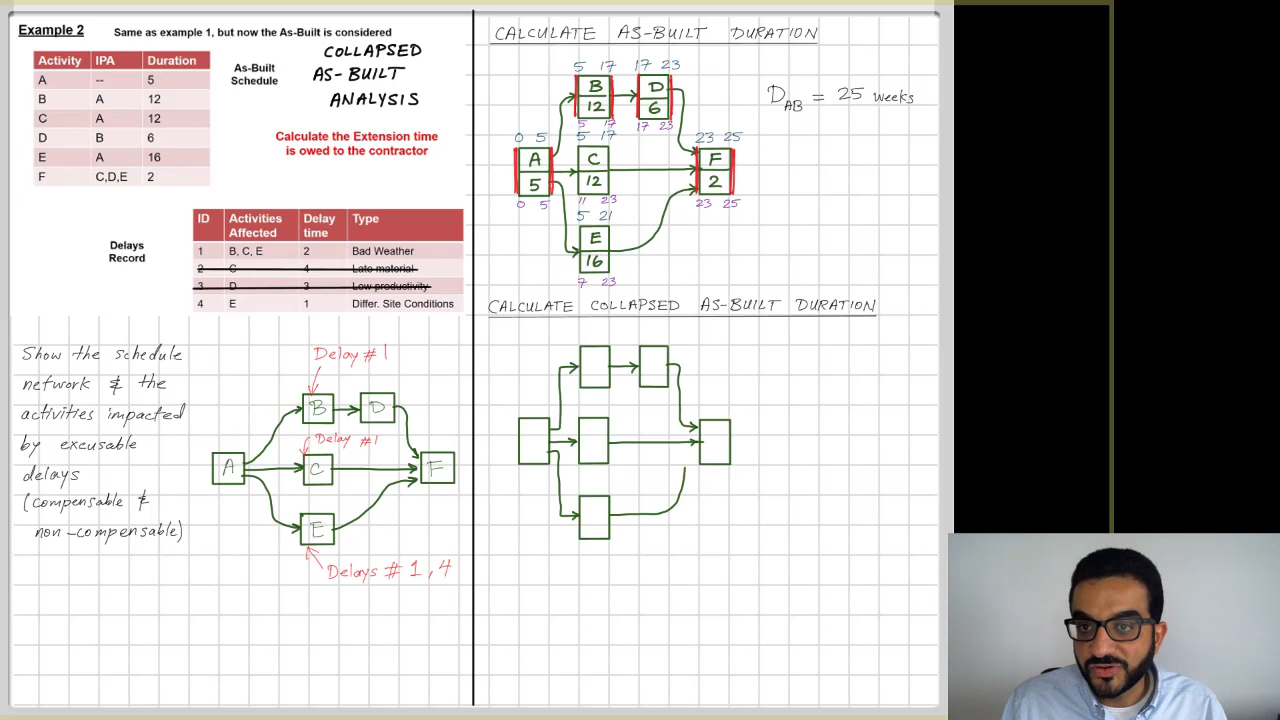 Example 2 Same as example 1, but now the As-Built is considered
Activity IPA Duration
A -- 5
B A 12
C A 12
D B 6
E A 16
F C,D,E 2
As-Built
Schedule
COLLAPSED
AS-BUILT
ANALYSIS
Calculate the Extension time
is owed to the contractor
Delays
Record
ID Activities Affected Delay time Type
1 B, C, E 2 Bad Weather
2 C 4 Late material
3 D 3 Low productivity
4 E 1 Differ. Site Conditions
Show the schedule
network & the
activities impacted
by excusable
delays
(compensable &
non-compensable)
Delay #1
B D
Delay #1
A C F
E
Delays # 1, 4
CALCULATE AS-BUILT DURATION
5 17 17 23
B D
12 6
5 17 17 23
D AB = 25 weeks
0 5 5 17 23 25
A C F
5 12 2
0 5 11 23 23 25
5 21
E
16
7 23
CALCULATE COLLAPSED AS-BUILT DURATION